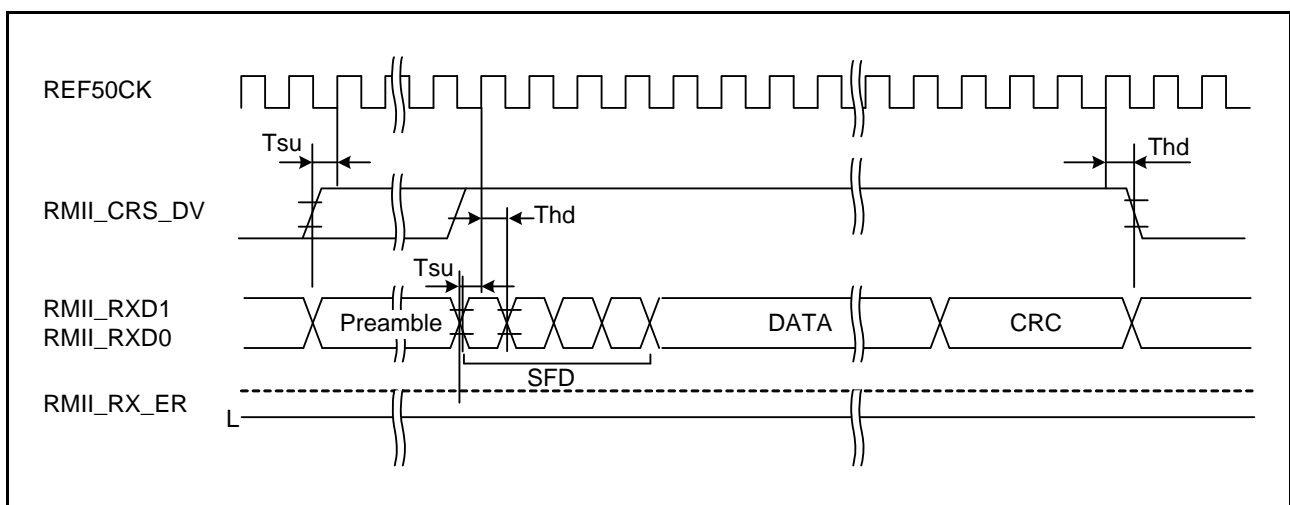 REF50CK
Tsu
Thd
RMII_CRS_DV
Thd
Tsu
RMII_RXD1
RMII_RXD0
Preamble
DATA
CRC
SFD
RMII_RX_ER
L